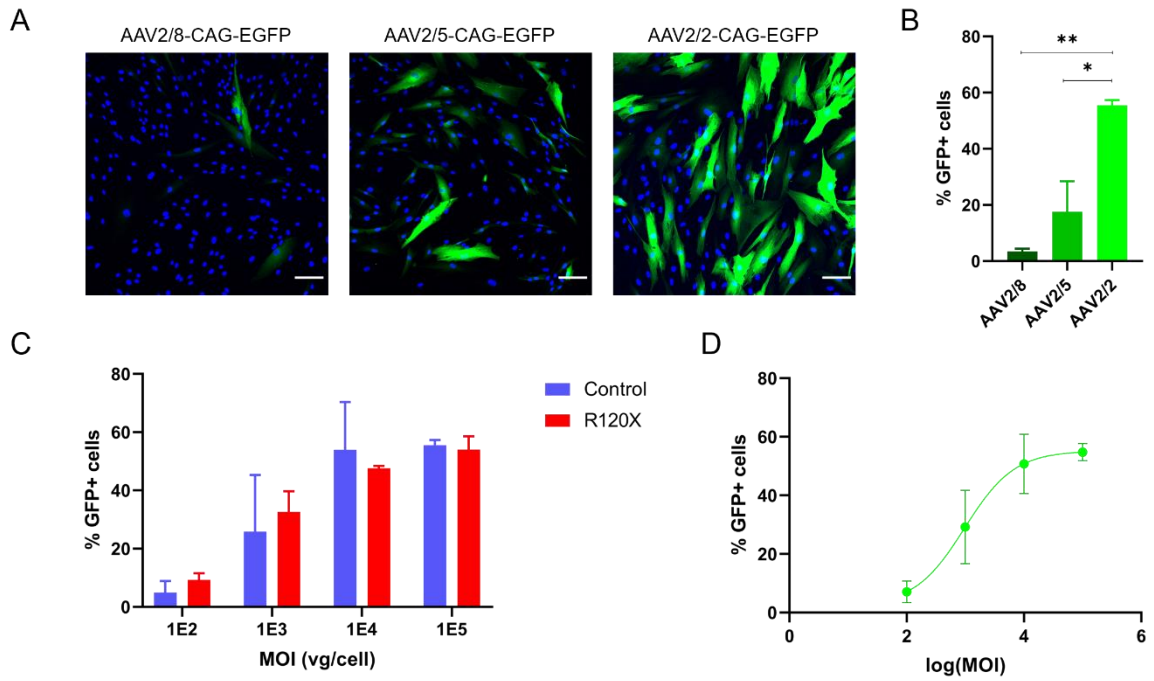 A
AAV2/8-CAG-EGFP
AAV2/5-CAG-EGFP
AAV2/2-CAG-EGFP
B
% GFP+ cells
80
60
40
20
0
**
*
AAV2/8
AAV2/5
AAV2/2
C
% GFP+ cells
80
60
40
20
0
1E2
1E3
1E4
1E5
MOI (vg/cell)
Control
R120X
D
% GFP+ cells
80
60
40
20
0
0
2
4
6
log(MOI)